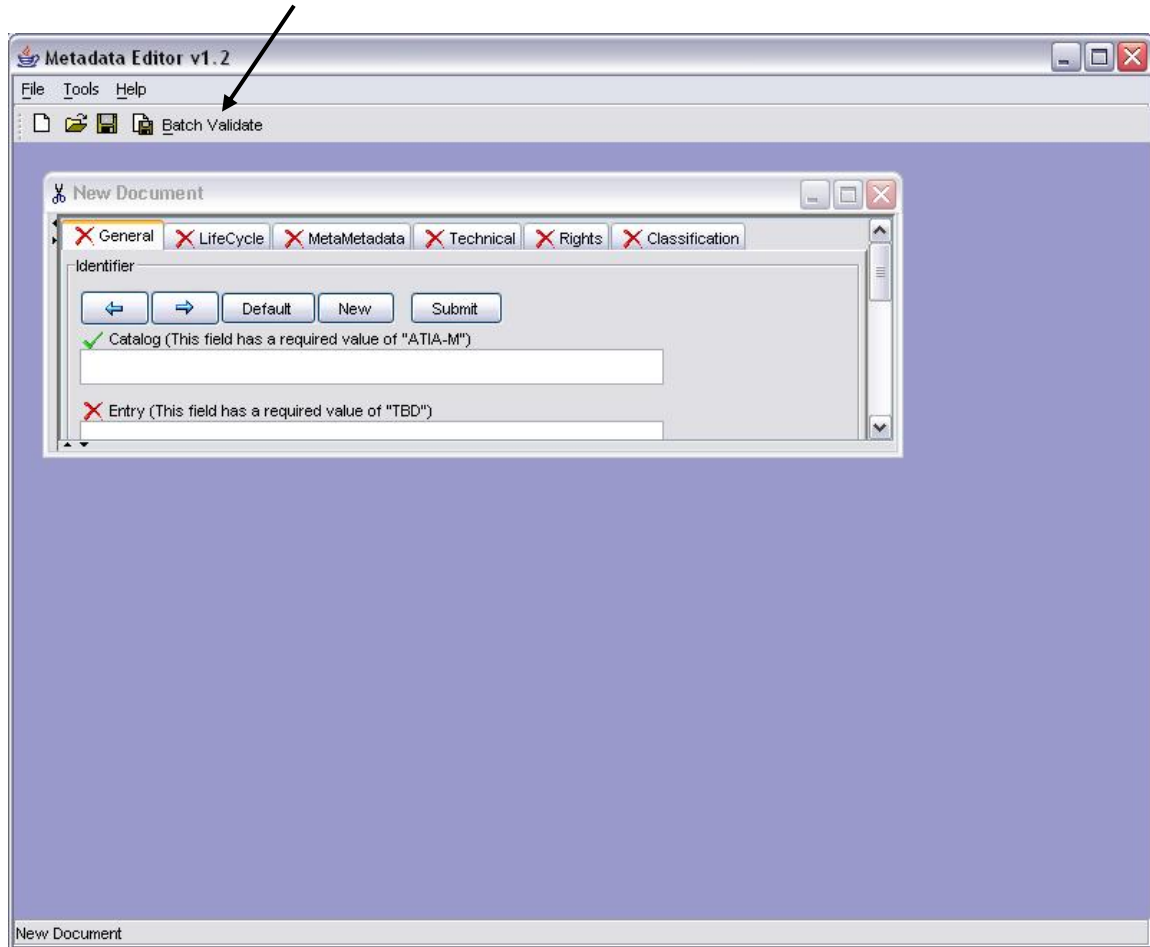 Metadata Editor v1.2
File Tools Help
Batch Validate
New Document
General LifeCycle MetaMetadata Technical Rights Classification
Identifier
Default New Submit
Catalog (This field has a required value of "ATIA-M")
Entry (This field has a required value of "TBD")
New Document